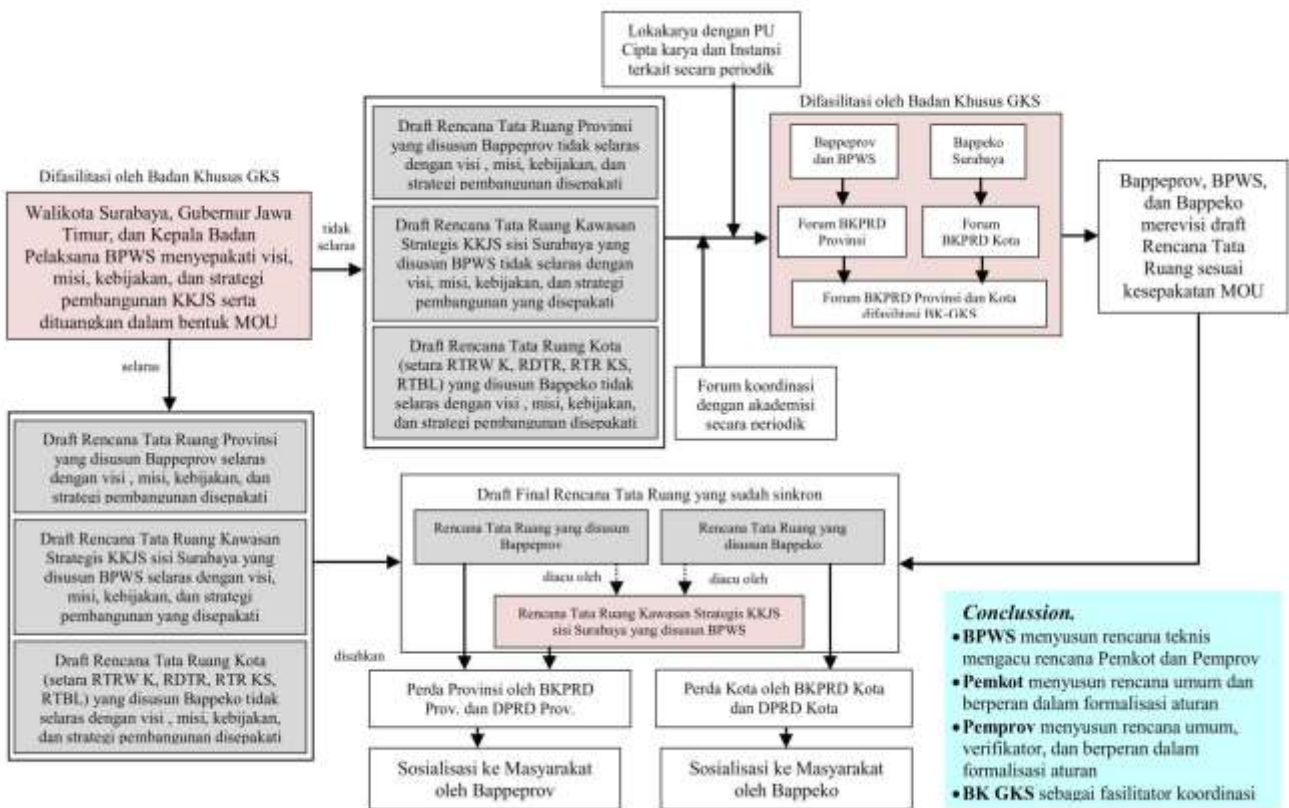 Lokakarya dengan PU
Cipta karya dan Instansi
terkait secara periodik
Difasilitasi oleh Badan Khusus GKS
Walikota Surabaya, Gubernur Jawa
Timur, dan Kepala Badan
Pelaksana BPWS menyepakati visi,
misi, kebijakan, dan strategi
pembangunan KKJS serta
dituangkan dalam bentuk MOU
tidak
selaras
selaras
Draft Rencana Tata Ruang Provinsi
yang disusun Bappeprov tidak selaras
dengan visi , misi, kebijakan, dan
strategi pembangunan disepakati
Draft Rencana Tata Ruang Kawasan
Strategis KKJS sisi Surabaya yang
disusun BPWS tidak selaras dengan
visi, misi, kebijakan, dan strategi
pembangunan yang disepakati
Draft Rencana Tata Ruang Kota
(setara RTRW K, RDTR, RTR KS,
RTBL) yang disusun Bappeko tidak
selaras dengan visi , misi, kebijakan,
dan strategi pembangunan disepakati
Difasilitasi oleh Badan Khusus GKS
Bappeprov
dan BPWS
Bappeko
Surabaya
Forum BKPRD
Provinsi
Forum
BKPRD Kota
Forum BKPRD Provinsi dan Kota
difasilitasi BK-GKS
Forum koordinasi
dengan akademisi
secara periodik
Bappeprov, BPWS,
dan Bappeko
merevisi draft
Rencana Tata
Ruang sesuai
kesepakatan MOU
Draft Rencana Tata Ruang Provinsi
yang disusun Bappeprov selaras
dengan visi , misi, kebijakan, dan
strategi pembangunan disepakati
Draft Rencana Tata Ruang Kawasan
Strategis KKJS sisi Surabaya yang
disusun BPWS selaras dengan visi,
misi, kebijakan, dan strategi
pembangunan yang disepakati
Draft Rencana Tata Ruang Kota
(setara RTRW K, RDTR, RTR KS,
RTBL) yang disusun Bappeko tidak
selaras dengan visi , misi, kebijakan,
dan strategi pembangunan disepakati
Draft Final Rencana Tata Ruang yang sudah sinkron
Rencana Tata Ruang yang disusun
Bappeprov
Rencana Tata Ruang yang
disusun Bappeko
diacu oleh
diacu oleh
Rencana Tata Ruang Kawasan Strategis KKJS
sisi Surabaya yang disusun BPWS
disahkan
Perda Provinsi oleh BKPRD
Prov. dan DPRD Prov.
Perda Kota oleh BKPRD Kota
dan DPRD Kota
Sosialisasi ke Masyarakat
oleh Bappeprov
Sosialisasi ke Masyarakat
oleh Bappeko
Conclussion.
• BPWS menyusun rencana teknis
mengacu rencana Pemkot dan Pemprov
• Pemkot menyusun rencana umum dan
berperan dalam formalisasi aturan
• Pemprov menyusun rencana umum,
verifikator, dan berperan dalam
formalisasi aturan
• BK GKS sebagai fasilitator koordinasi